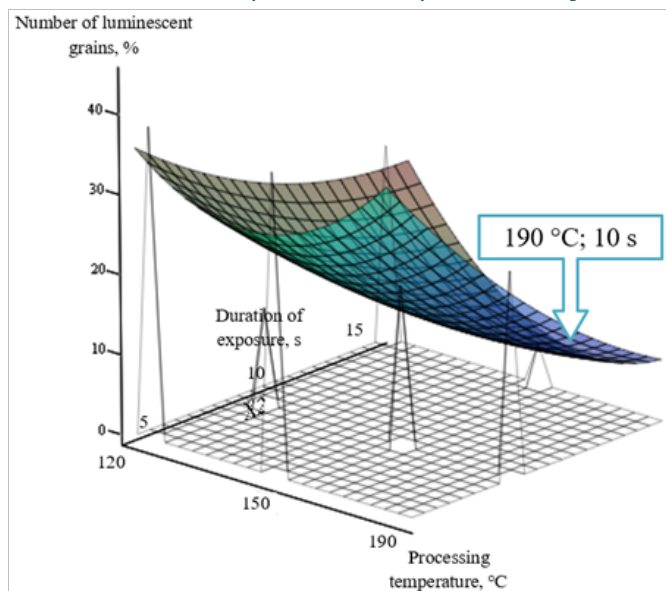 Number of luminescent
grains, %
40
30
190 °C; 10 s
20
Duration of
exposure, s
15
10
10
X2
5
0
120
150
190
Processing
temperature, °C